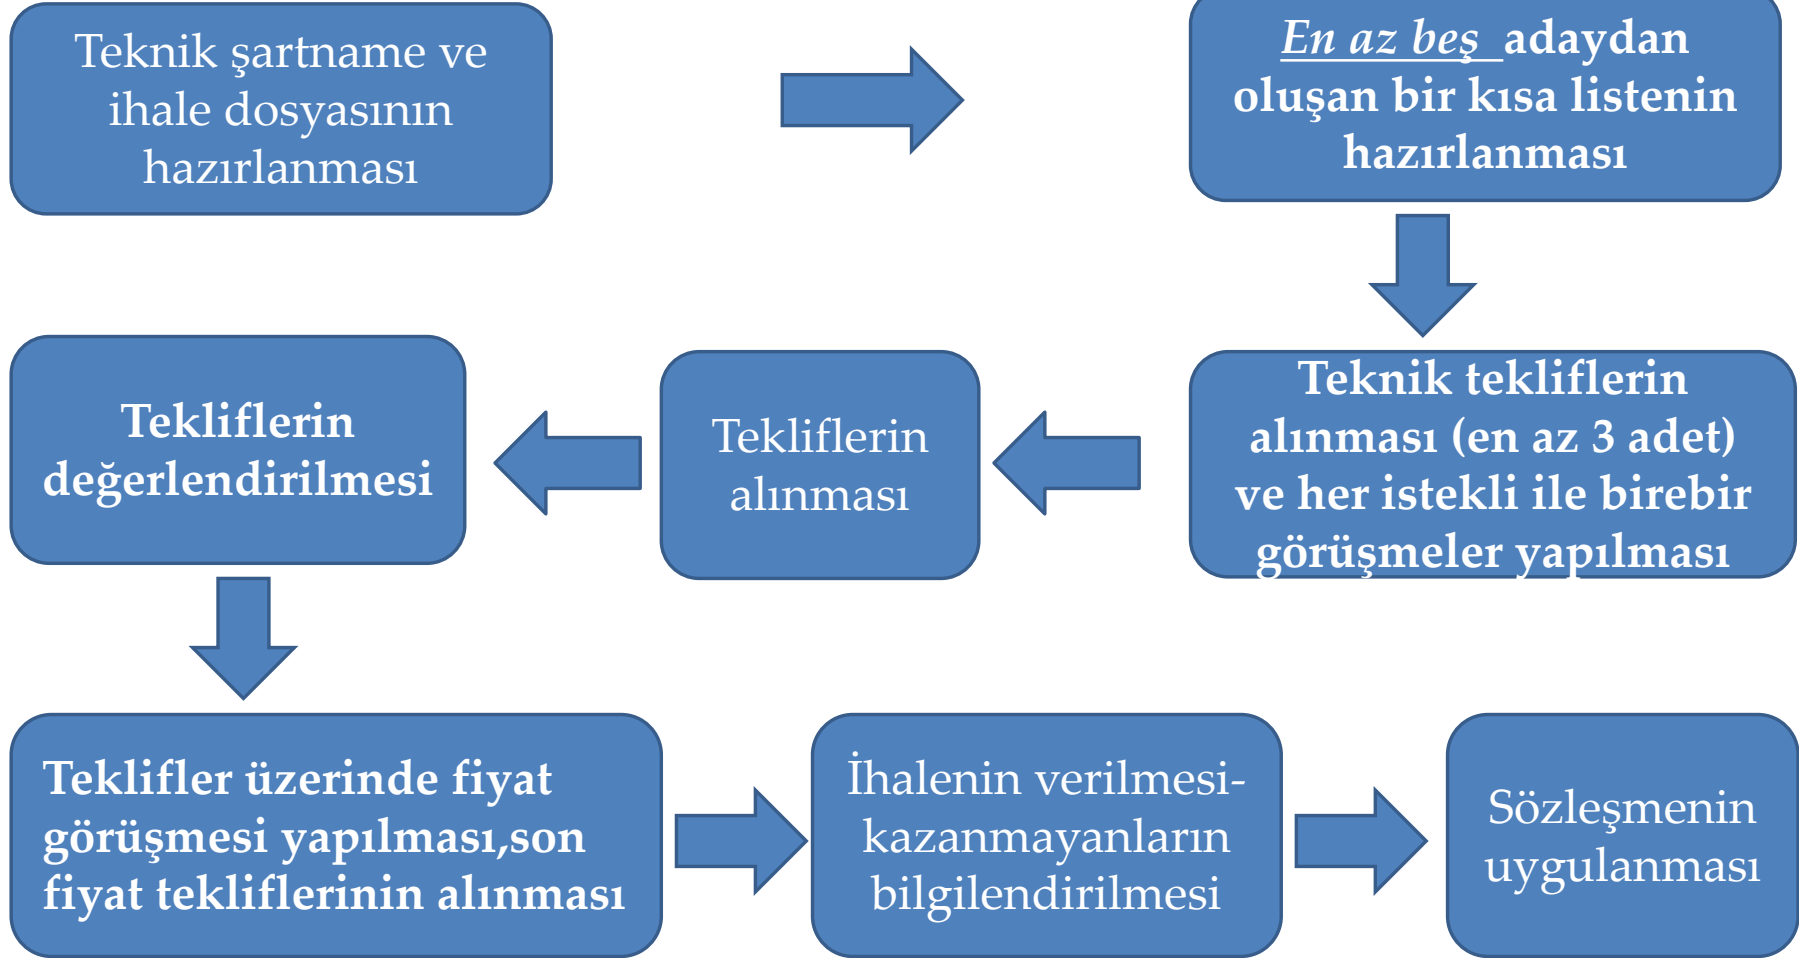 Teknik şartname ve
ihale dosyasının
hazırlanması
En az beş adaydan
oluşan bir kısa listenin
hazırlanması
Teknik tekliflerin
alınması (en az 3 adet)
ve her istekli ile birebir
görüşmeler yapılması
Tekliflerin
alınması
Tekliflerin
değerlendirilmesi
Teklifler üzerinde fiyat
görüşmesi yapılması,son
fiyat tekliflerinin alınması
İhalenin verilmesi-
kazanmayanların
bilgilendirilmesi
Sözleşmenin
uygulanması